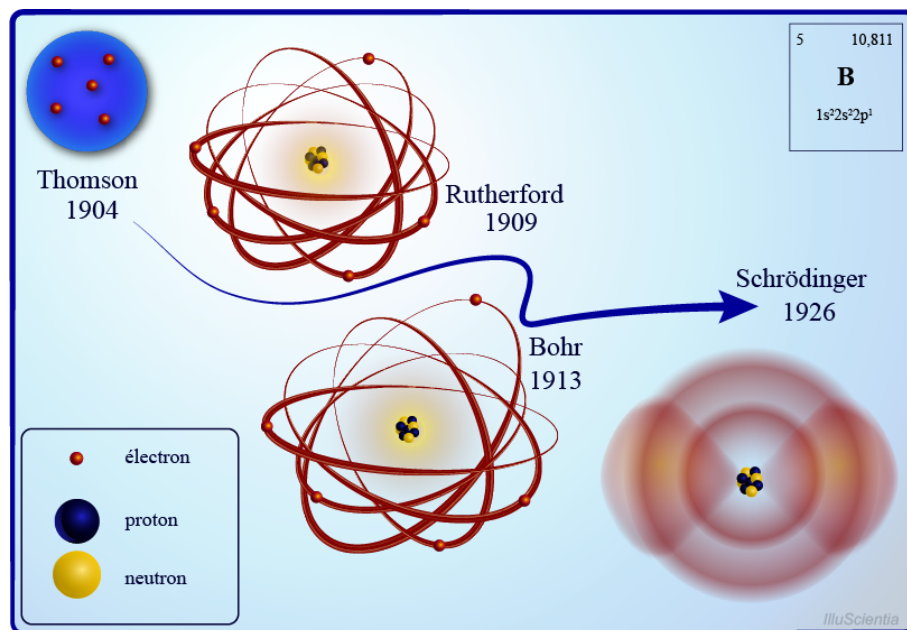 5 10,811
B
1s²2s²2p¹
Thomson
1904
Rutherford
1909
Schrödinger
1926
Bohr
1913
électron
proton
neutron
IlluScientia